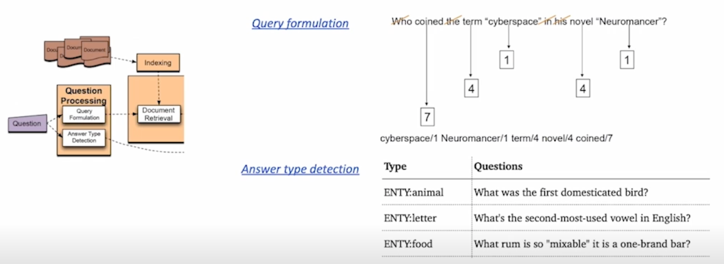 Query formulation
Who coined the term “cyberspace” in his novel “Neuromancer”?
1
1
4
4
7
cyberspace/1 Neuromancer/1 term/4 novel/4 coined/7
Document
Indexing
Question
Processing
Query
Formulation
Answer Type
Detection
Question
Document
Retrieval
Answer type detection
Type Questions
ENTY:animal What was the first domesticated bird?
ENTY:letter What's the second-most-used vowel in English?
ENTY:food What rum is so "mixable" it is a one-brand bar?